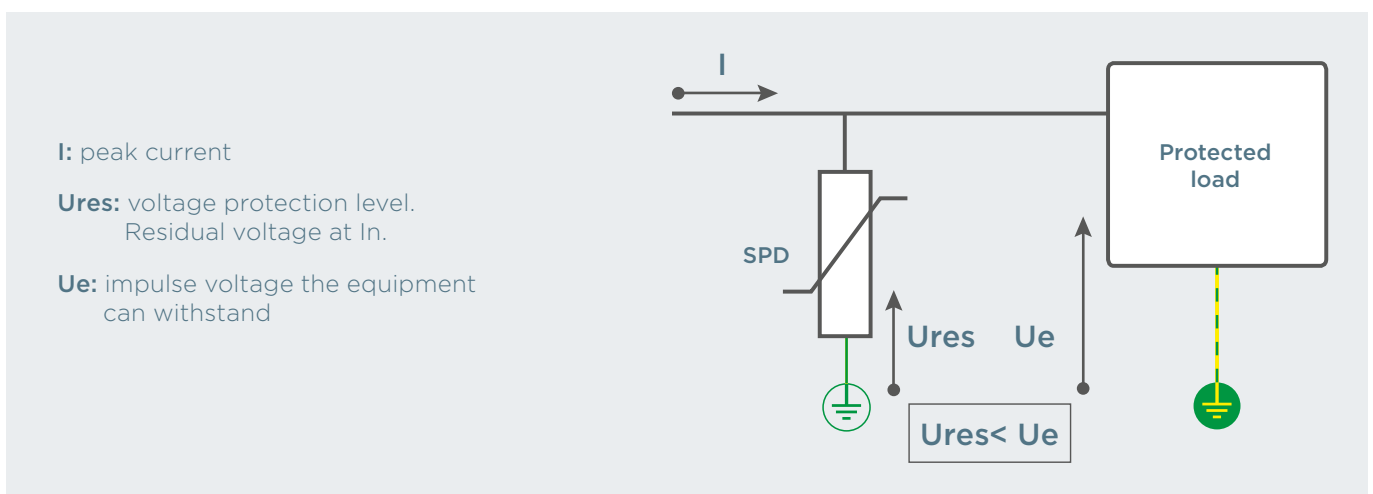 I: peak current
Ures: voltage protection level.
Residual voltage at In.
Ue: impulse voltage the equipment
can withstand
I
Protected
load
SPD
Ures
Ue
Ures< Ue